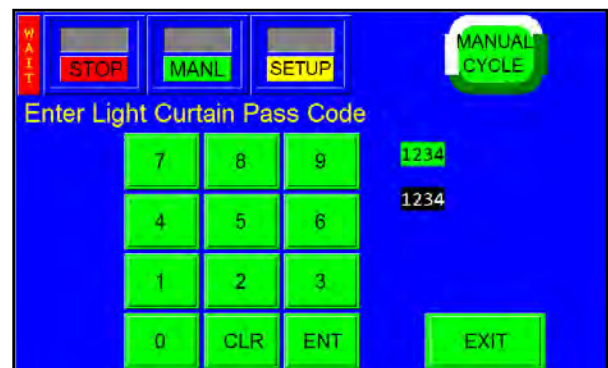 WAIT
STOP
MANL
SETUP
MANUAL
CYCLE
Enter Light Curtain Pass Code
7 8 9
1234
1234
4 5 6
1 2 3
0 CLR ENT
EXIT